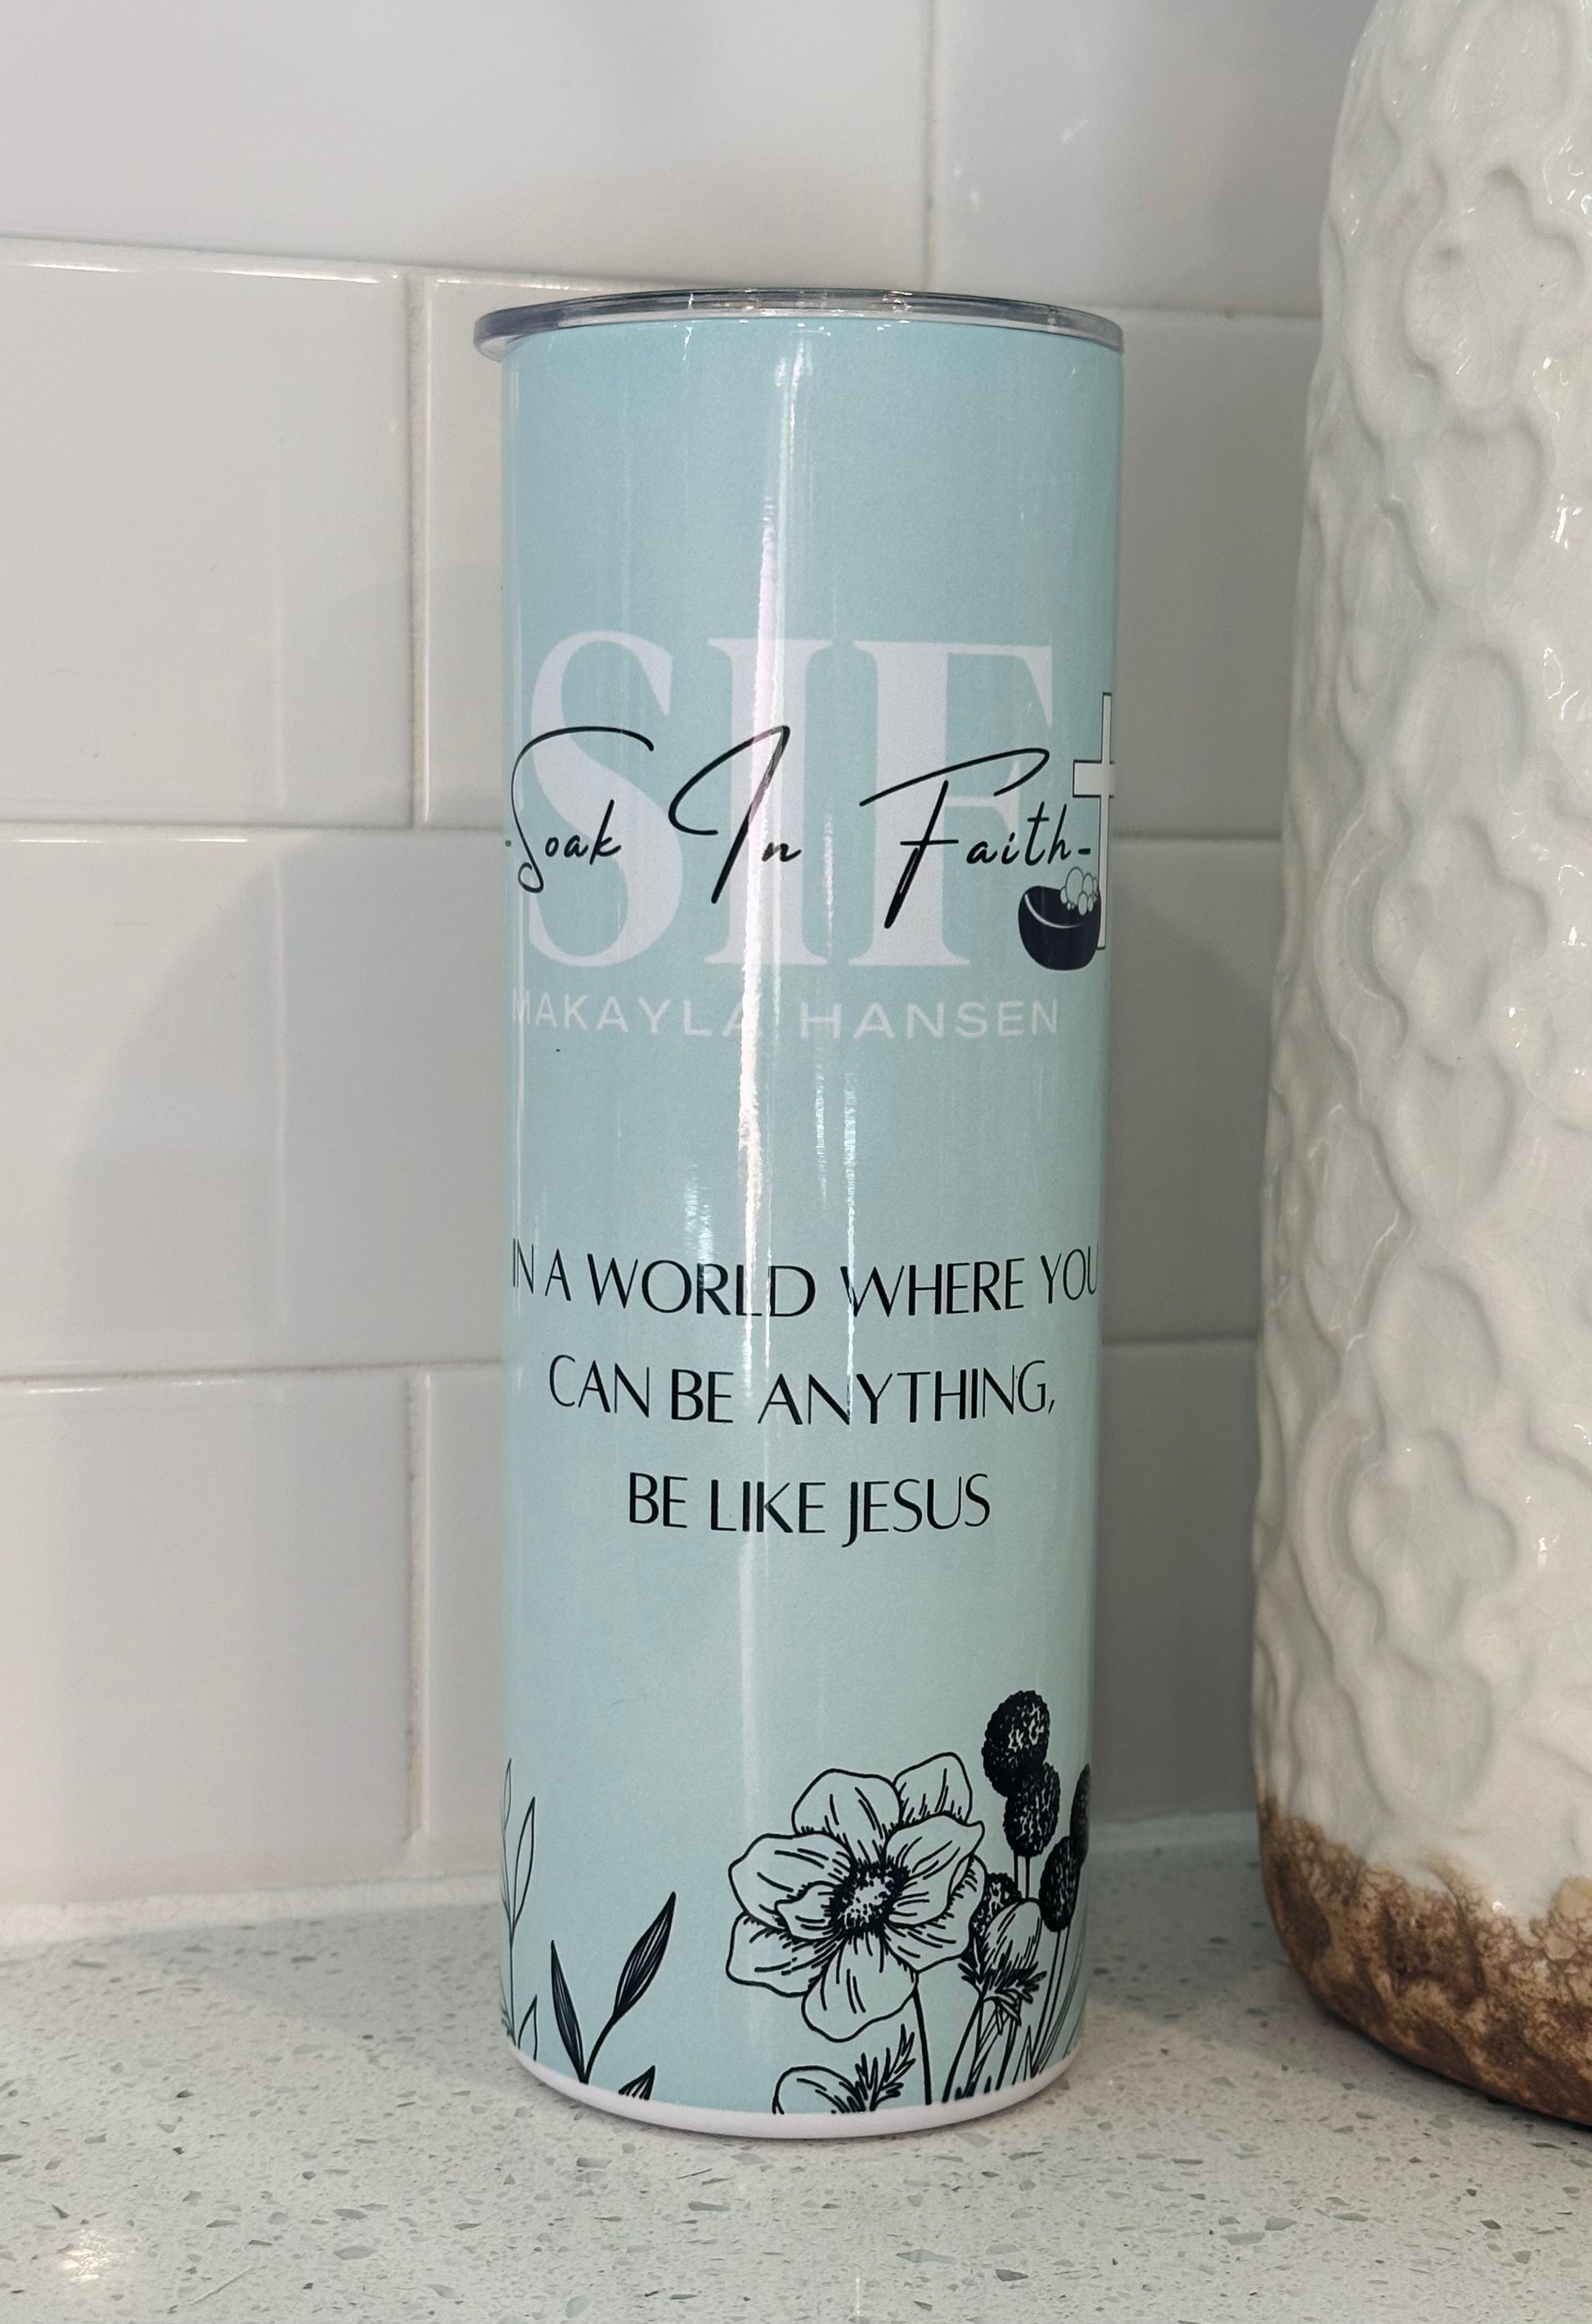 SIF
-Soak In Faith-
MAKAYLA HANSEN
IN A WORLD WHERE YOU
CAN BE ANYTHING,
BE LIKE JESUS